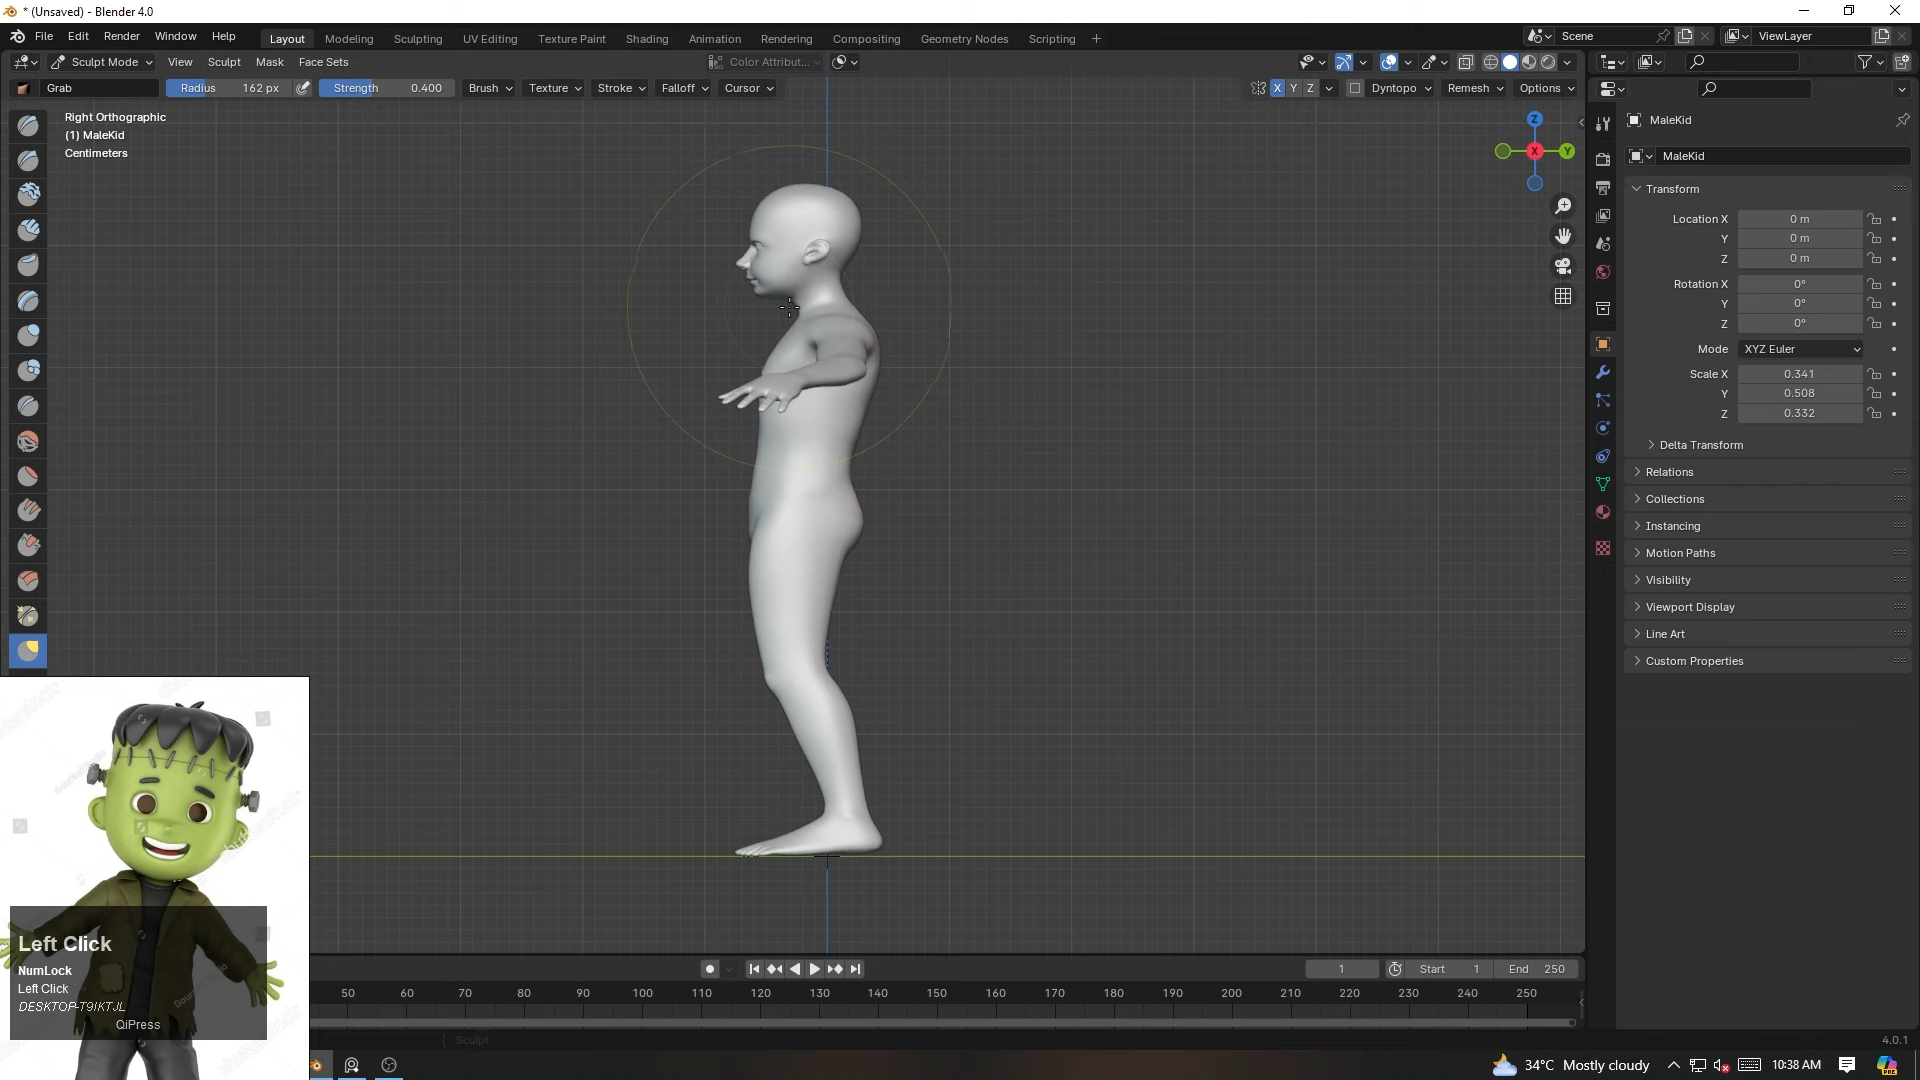 * (Unsaved) - Blender 4.0
File Edit Render Window Help
Layout Modeling Sculpting UV Editing Texture Paint Shading Animation Rendering Compositing Geometry Nodes Scripting +
Scene
ViewLayer
Sculpt Mode View Sculpt Mask Face Sets
Color Attribut...
Grab
Radius 162 px
Strength 0.400
Brush Texture Stroke Falloff Cursor
X Y Z
Dyntopo Remesh Options
Right Orthographic
(1) MaleKid
Centimeters
Z
X
Y
MaleKid
MaleKid
Transform
Location X 0 m
Y 0 m
Z 0 m
Rotation X 0°
Y 0°
Z 0°
Mode XYZ Euler
Scale X 0.341
Y 0.508
Z 0.332
Delta Transform
Relations
Collections
Instancing
Motion Paths
Visibility
Viewport Display
Line Art
Custom Properties
Left Click
NumLock
Left Click
DESKTOP-T9IKTJL
QiPress
1
Start 1
End 250
50 60 70 80 90 100 110 120 130 140 150 160 170 180 190 200 210 220 230 240 250
Sculpt
4.0.1
34°C Mostly cloudy
10:38 AM